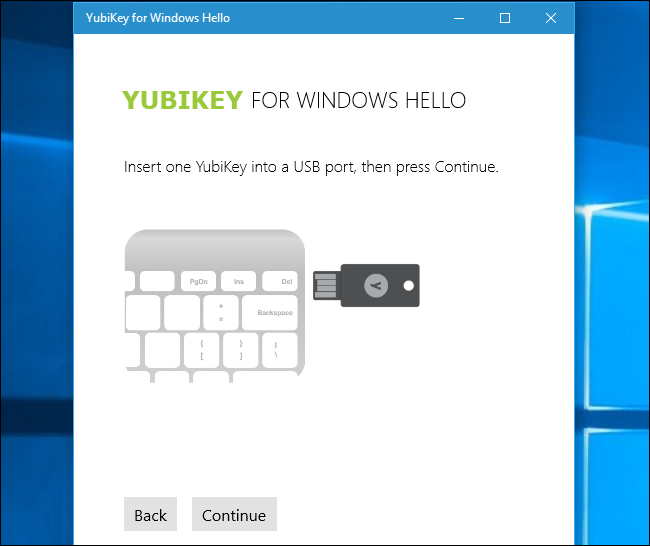 YubiKey for Windows Hello
YUBIKEY FOR WINDOWS HELLO
Insert one YubiKey into a USB port, then press Continue.
PgDn Ins Del
+
=
Backspace
{ } |
[ ] \
Y
Back Continue